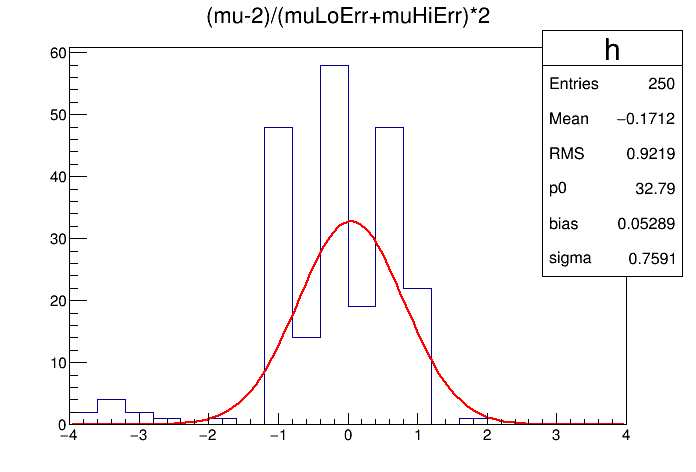 (mu-2)/(muLoErr+muHiErr)*2
h
Entries 250
Mean −0.1712
RMS 0.9219
p0 32.79
bias 0.05289
sigma 0.7591
60
50
40
30
20
10
0
−4 −3 −2 −1 0 1 2 3 4